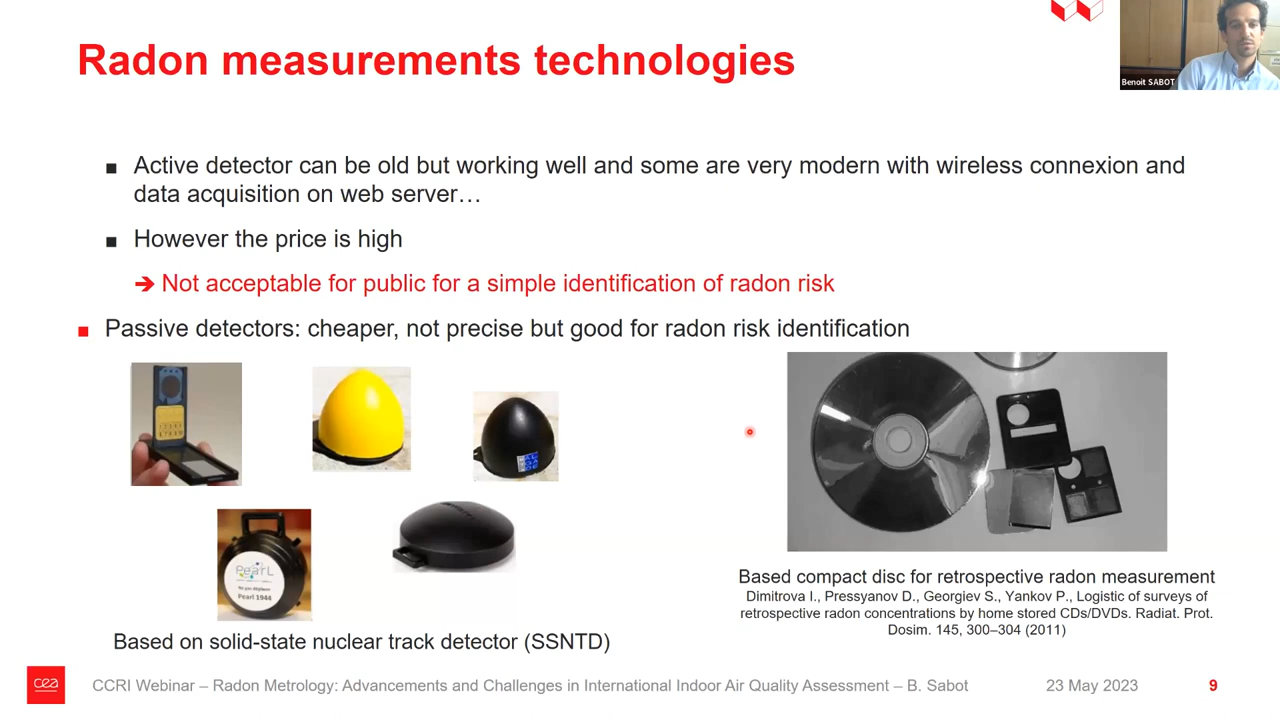 Radon measurements technologies
Benoit SABOT
■ Active detector can be old but working well and some are very modern with wireless connexion and
data acquisition on web server…
■ However the price is high
➔ Not acceptable for public for a simple identification of radon risk
■ Passive detectors: cheaper, not precise but good for radon risk identification
PearL
Pearl 1944
Based on solid-state nuclear track detector (SSNTD)
Based compact disc for retrospective radon measurement
Dimitrova I., Pressyanov D., Georgiev S., Yankov P., Logistic of surveys of
retrospective radon concentrations by home stored CDs/DVDs. Radiat. Prot.
Dosim. 145, 300–304 (2011)
cea
CCRI Webinar – Radon Metrology: Advancements and Challenges in International Indoor Air Quality Assessment – B. Sabot
23 May 2023
9